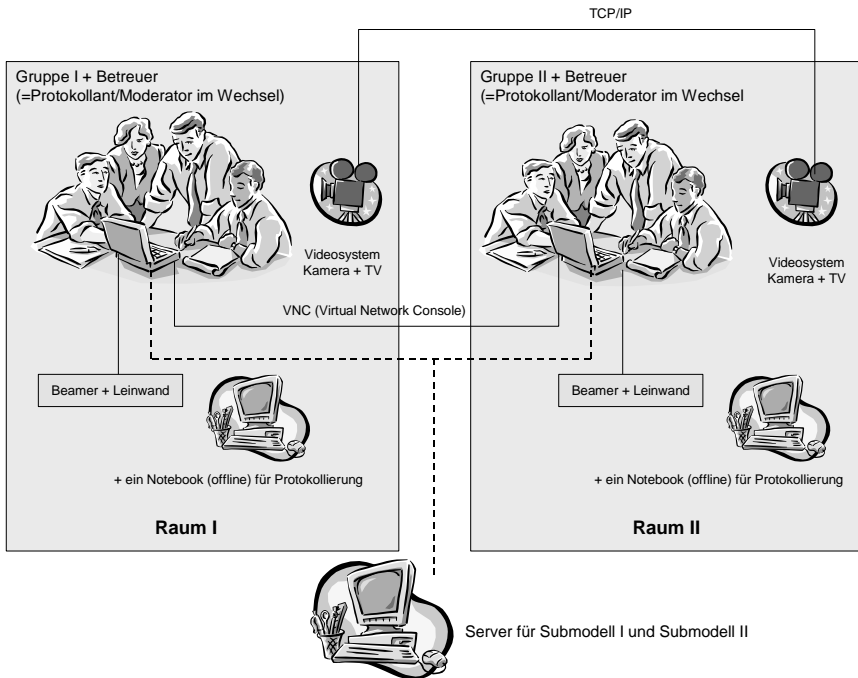 TCP/IP
Gruppe I + Betreuer
(=Protokollant/Moderator im Wechsel)
Videosystem
Kamera + TV
Gruppe II + Betreuer
(=Protokollant/Moderator im Wechsel
Videosystem
Kamera + TV
VNC (Virtual Network Console)
Beamer + Leinwand
Beamer + Leinwand
+ ein Notebook (offline) für Protokollierung
+ ein Notebook (offline) für Protokollierung
Raum I
Raum II
Server für Submodell I und Submodell II